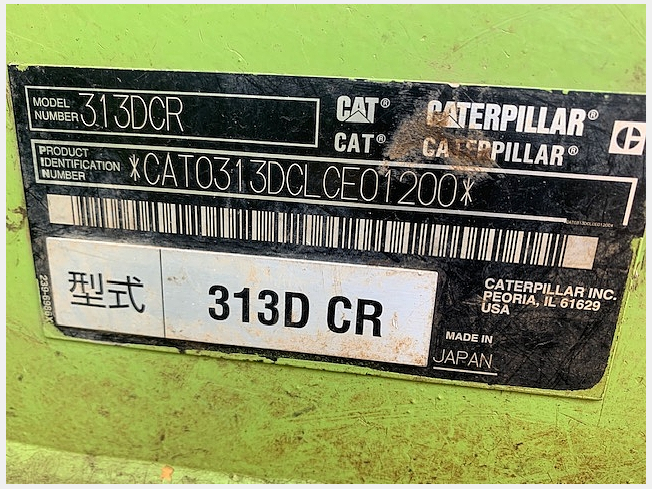 MODEL NUMBER 313DCR
CAT® CATERPILLAR®
CAT® CATERPILLAR®
PRODUCT IDENTIFICATION NUMBER *CAT0313DCLCE01200*
型式 313D CR
CATERPILLAR INC.
PEORIA, IL 61629
USA
MADE IN
JAPAN